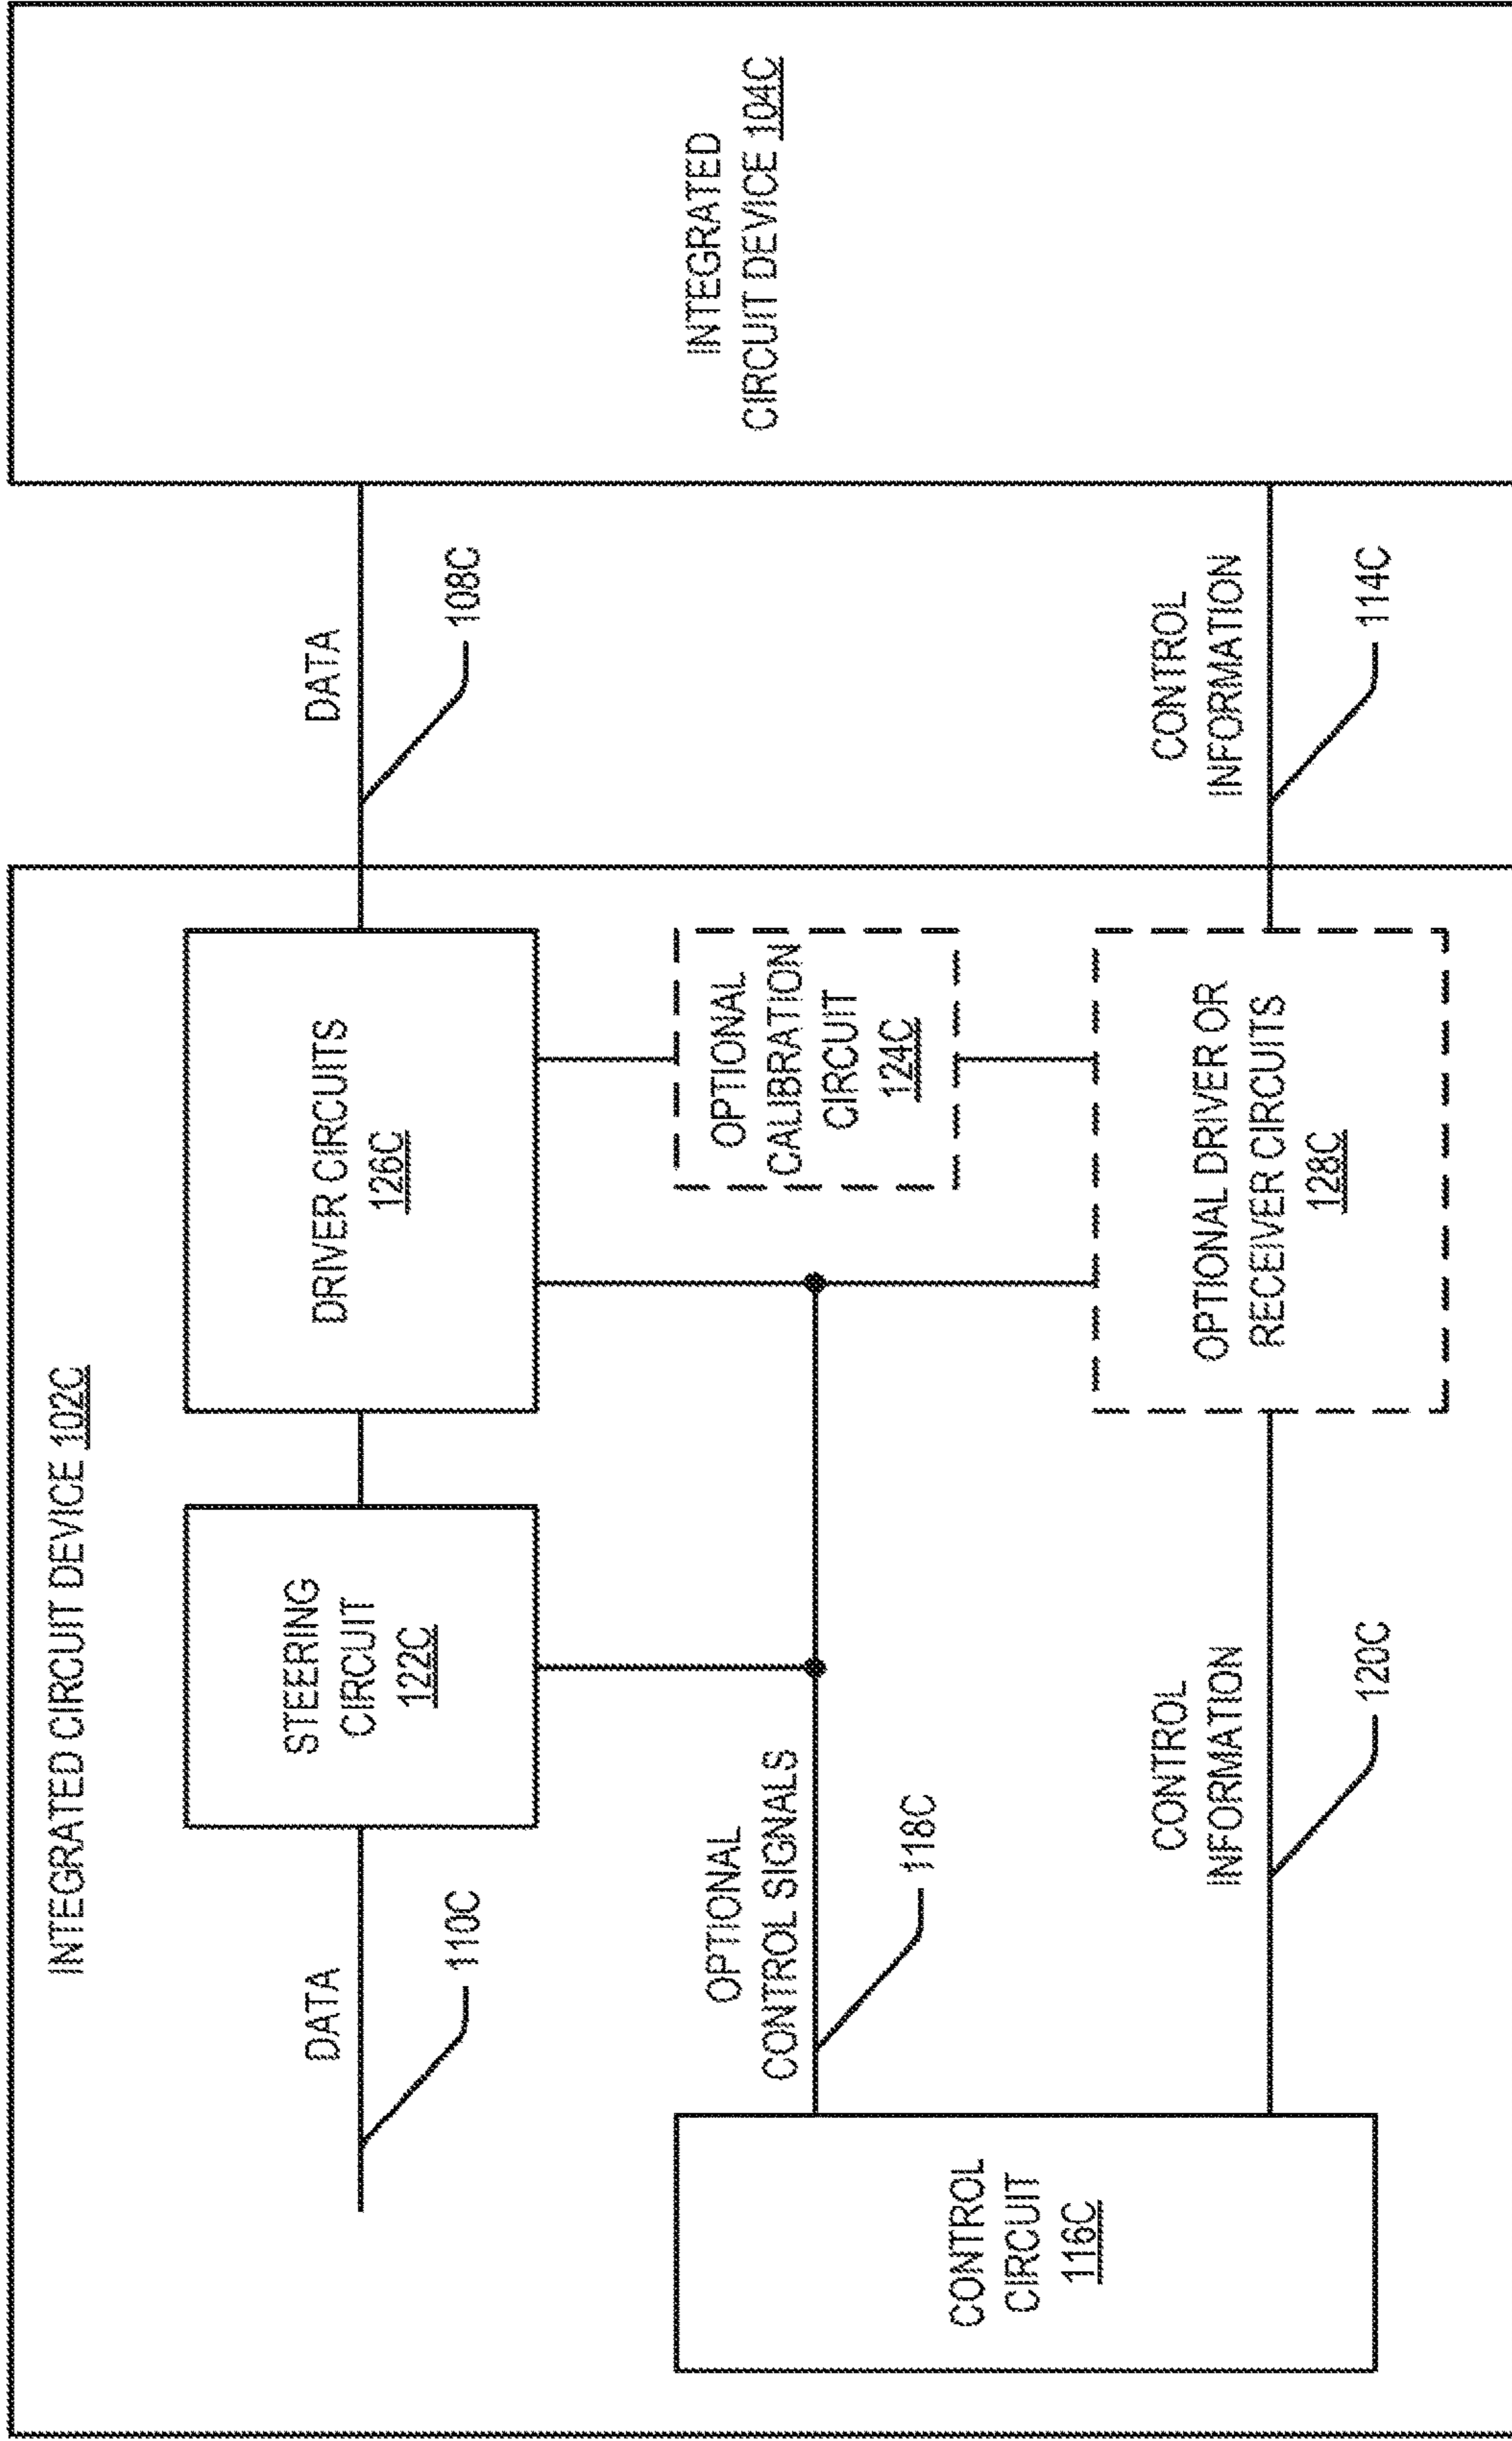 INTEGRATED CIRCUIT DEVICE 102C
DATA
110C
STEERING
CIRCUIT
122C
DRIVER CIRCUITS
126C
DATA
108C
INTEGRATED
CIRCUIT DEVICE 104C
OPTIONAL
CONTROL SIGNALS
118C
OPTIONAL
CALIBRATION
CIRCUIT
124C
CONTROL
CIRCUIT
116C
CONTROL
INFORMATION
120C
OPTIONAL DRIVER OR
RECEIVER CIRCUITS
128C
CONTROL
INFORMATION
114C